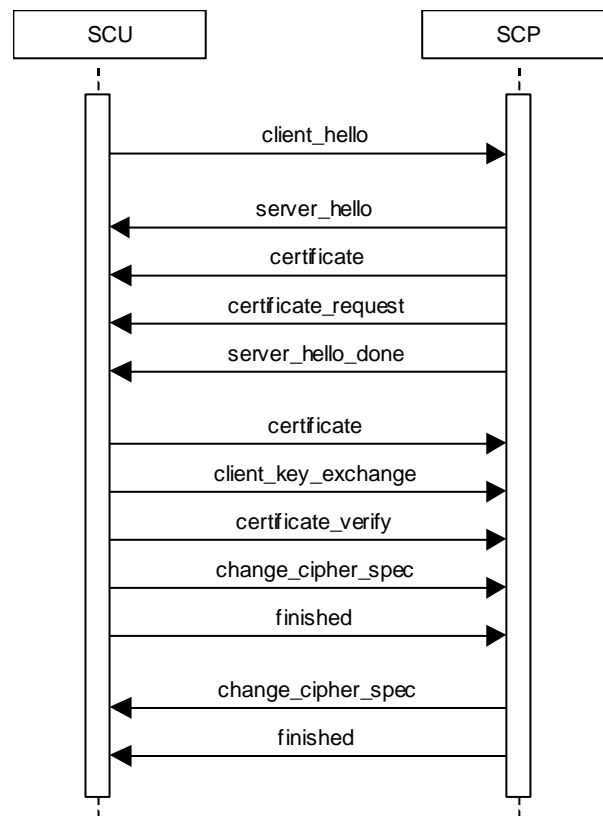 SCU
SCP
client_hello
server_hello
certificate
certificate_request
server_hello_done
certificate
client_key_exchange
certificate_verify
change_cipher_spec
finished
change_cipher_spec
finished